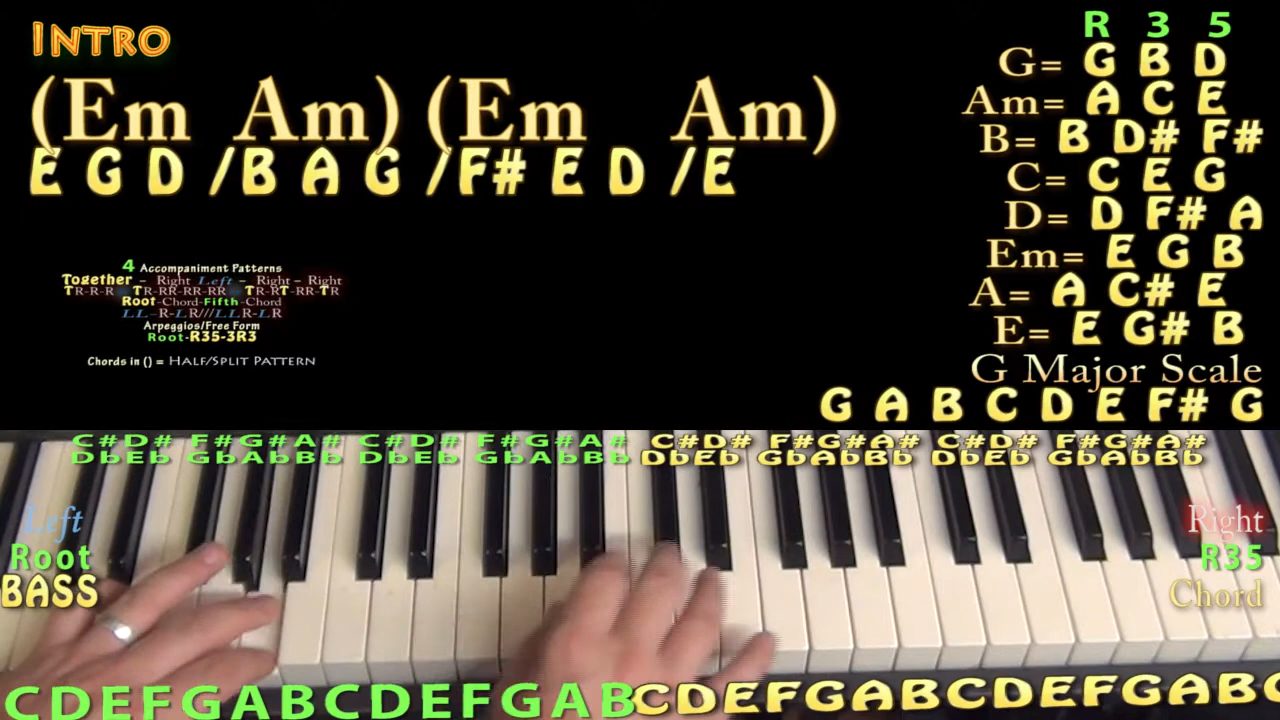 INTRO
(Em Am) (Em Am)
E G D /B A G /F# E D /E
4 Accompaniment Patterns
Together - Right Left - Right - Right
TR-R-R TR-RR-RR-RR TR-RT-RR-TR
Root-Chord-Fifth-Chord
LL-R-LR///LLR-LR
Arpeggios/Free Form
Root-R35-3R3
Chords in () = HALF/SPLIT PATTERN
R 3 5
G= G B D
Am= A C E
B= B D# F#
C= C E G
D= D F# A
Em= E G B
A= A C# E
E= E G# B
G Major Scale
G A B C D E F# G
C#D# F#G#A# C#D# F#G#A# C#D# F#G#A# C#D# F#G#A#
DbEb GbAbBb DbEb GbAbBb DbEb GbAbBb DbEb GbAbBb
Left
Root
BASS
Right
R35
Chord
CDEFGABCDEFGABCDEFGABCDEFGABC